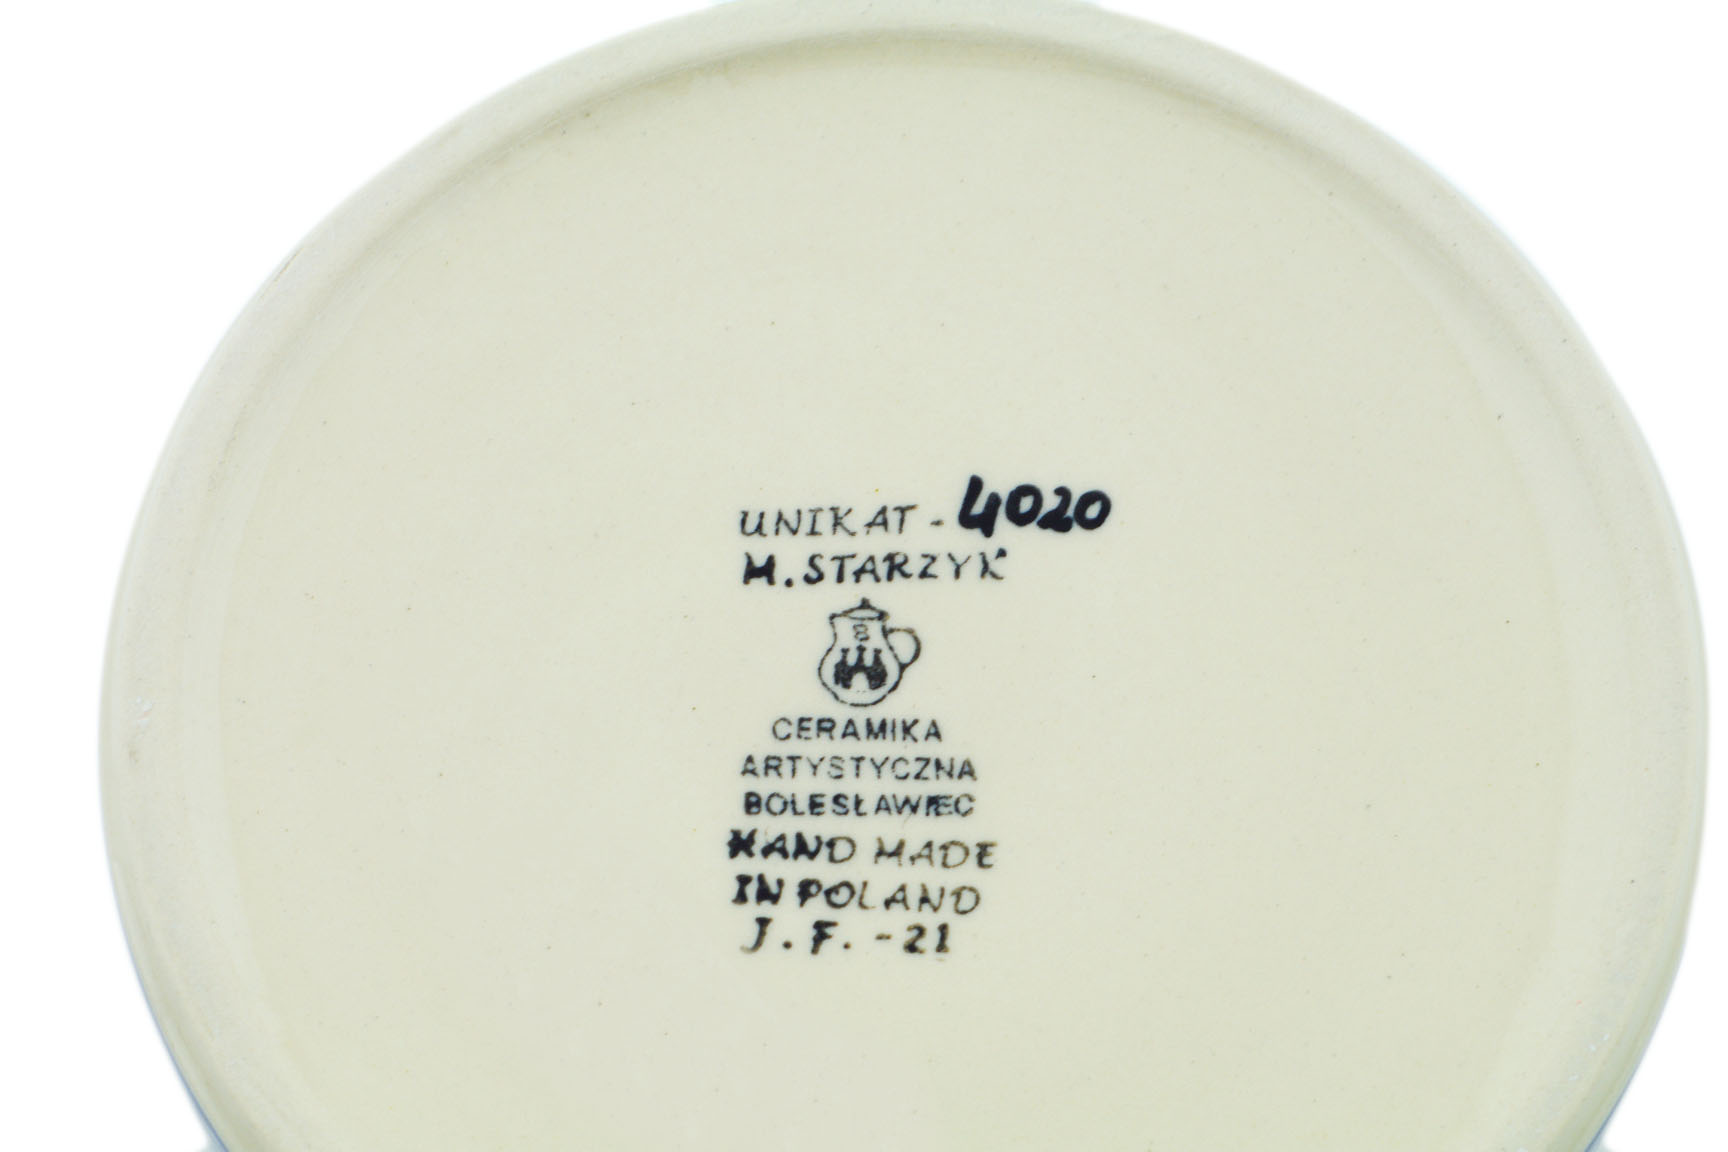 UNIKAT - 4020
M. STARZYK
B
CERAMIKA
ARTYSTYCZNA
BOLESŁAWIEC
HAND MADE
IN POLAND
J. F. - 21